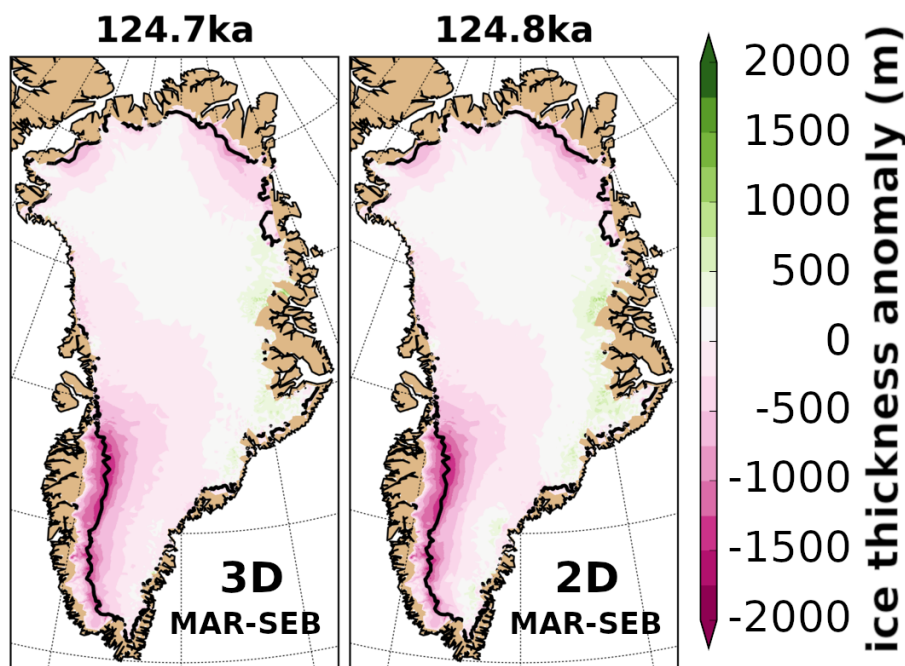 124.7ka
124.8ka
3D
MAR-SEB
2D
MAR-SEB
2000
1500
1000
500
0
-500
-1000
-1500
-2000
ice thickness anomaly (m)